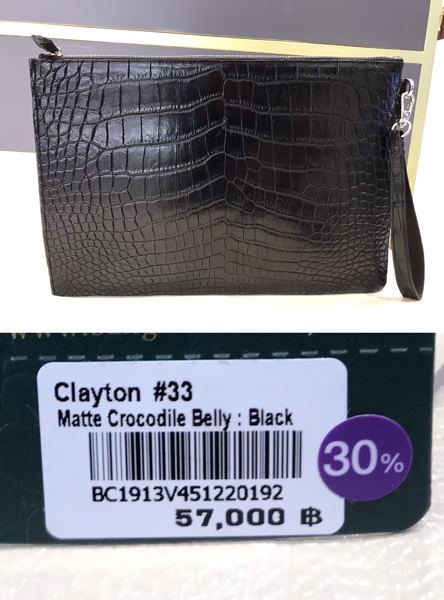 Clayton #33
Matte Crocodile Belly : Black
30%
BC1913V451220192
57,000 ฿